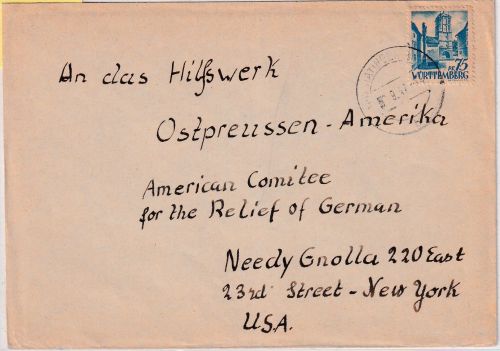 75
WÜRTTEMBERG
An das Hilfswerk
Ostpreussen - Amerika
American Comitee
for the Relief of German
Needy Gnolla 220 East
23rd Street - New York
U.S.A.